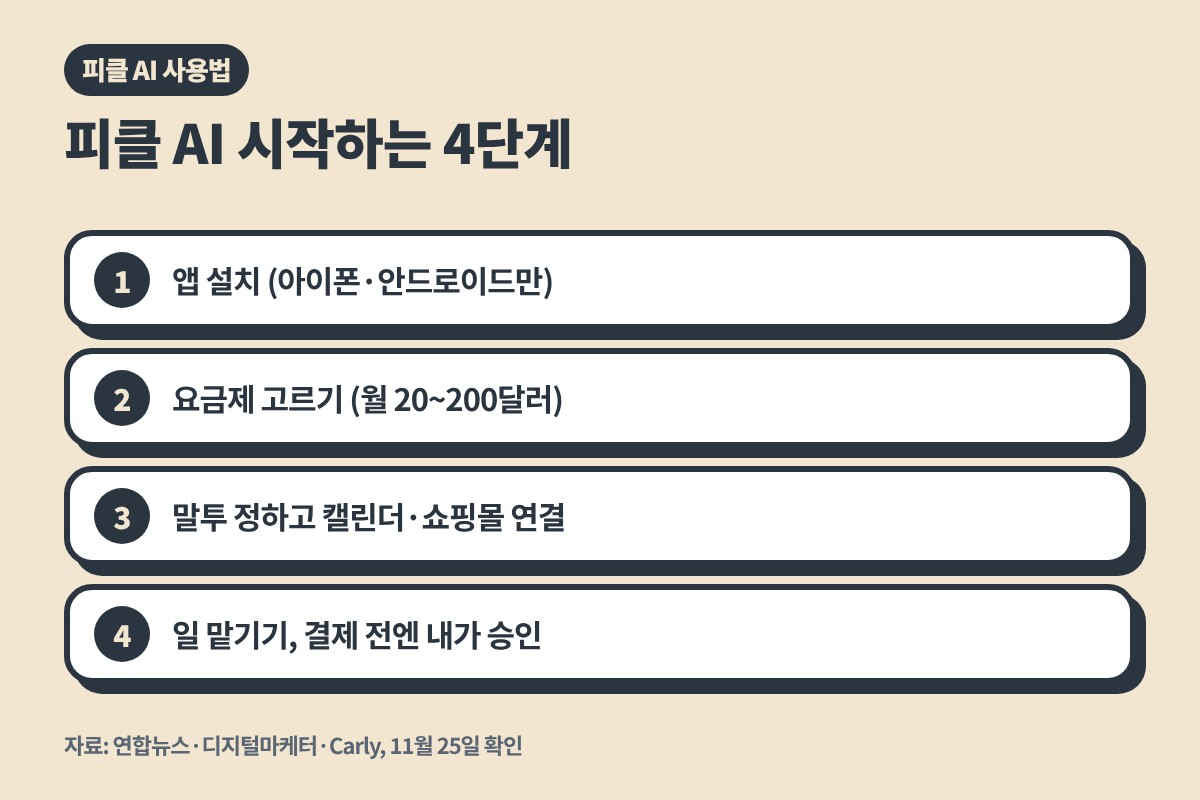 피클 AI 사용법
피클 AI 시작하는 4단계
1 앱 설치 (아이폰·안드로이드만)
2 요금제 고르기 (월 20~200달러)
3 말투 정하고 캘린더·쇼핑몰 연결
4 일 맡기기, 결제 전엔 내가 승인
자료: 연합뉴스·디지털마케터·Carly, 11월 25일 확인